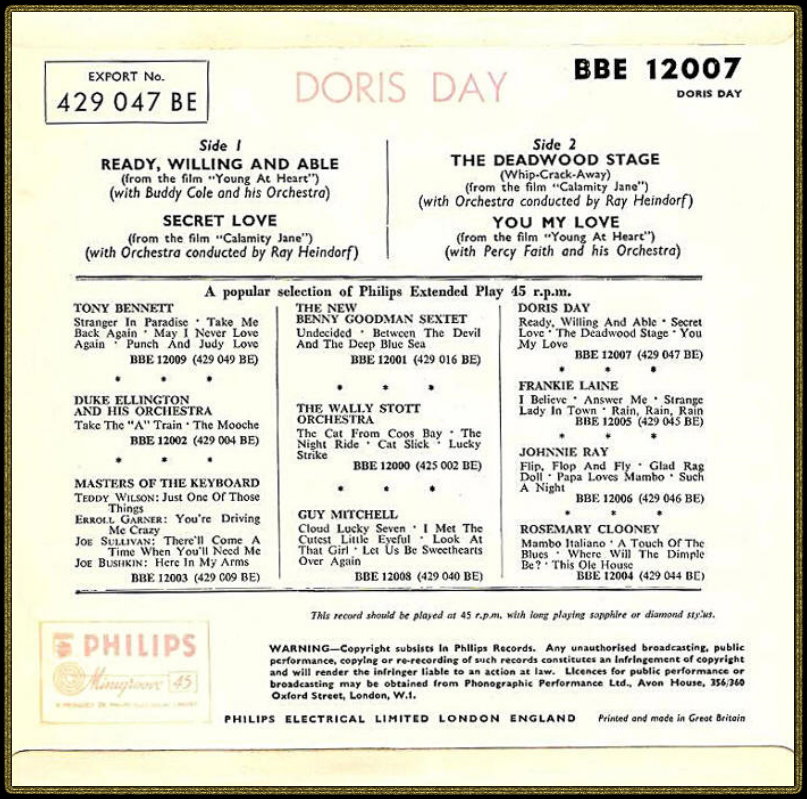 EXPORT No.
429 047 BE
DORIS DAY
BBE 12007
DORIS DAY
Side 1
READY, WILLING AND ABLE
(from the film "Young At Heart")
(with Buddy Cole and his Orchestra)
SECRET LOVE
(from the film "Calamity Jane")
(with Orchestra conducted by Ray Heindorf)
Side 2
THE DEADWOOD STAGE
(Whip-Crack-Away)
(from the film "Calamity Jane")
(with Orchestra conducted by Ray Heindorf)
YOU MY LOVE
(from the film "Young At Heart")
(with Percy Faith and his Orchestra)
A popular selection of Philips Extended Play 45 r.p.m.
TONY BENNETT
Stranger In Paradise · Take Me
Back Again · May I Never Love
Again · Punch And Judy Love
BBE 12009 (429 049 BE)
* * *
DUKE ELLINGTON
AND HIS ORCHESTRA
Take The "A" Train · The Mooche
BBE 12002 (429 004 BE)
* * *
MASTERS OF THE KEYBOARD
TEDDY WILSON: Just One Of Those
Things
ERROLL GARNER: You're Driving
Me Crazy
JOE SULLIVAN: There'll Come A
Time When You'll Need Me
JOE BUSHKIN: Here In My Arms
BBE 12003 (429 009 BE)
THE NEW
BENNY GOODMAN SEXTET
Undecided · Between The Devil
And The Deep Blue Sea
BBE 12001 (429 016 BE)
* * *
THE WALLY STOTT
ORCHESTRA
The Cat From Coos Bay · The
Night Ride · Cat Slick · Lucky
Strike
BBE 12000 (425 002 BE)
* * *
GUY MITCHELL
Cloud Lucky Seven · I Met The
Cutest Little Eyeful · Look At
That Girl · Let Us Be Sweethearts
Over Again
BBE 12008 (429 040 BE)
DORIS DAY
Ready, Willing And Able · Secret
Love · The Deadwood Stage · You
My Love
BBE 12007 (429 047 BE)
* * *
FRANKIE LAINE
I Believe · Answer Me · Strange
Lady In Town · Rain, Rain, Rain
BBE 12005 (429 045 BE)
* * *
JOHNNIE RAY
Flip, Flop And Fly · Glad Rag
Doll · Papa Loves Mambo · Such
A Night
BBE 12006 (429 046 BE)
* * *
ROSEMARY CLOONEY
Mambo Italiano · A Touch Of The
Blues · Where Will The Dimple
Be? · This Ole House
BBE 12004 (429 044 BE)
This record should be played at 45 r.p.m. with long playing sapphire or diamond stylus.
PHILIPS
Minigroove 45
WARNING—Copyright subsists in Philips Records. Any unauthorised broadcasting, public
performance, copying or re-recording of such records constitutes an infringement of copyright
and will render the infringer liable to an action at law. Licences for public performance or
broadcasting may be obtained from Phonographic Performance Ltd., Avon House, 356/360
Oxford Street, London, W.1.
PHILIPS ELECTRICAL LIMITED LONDON ENGLAND
Printed and made in Great Britain